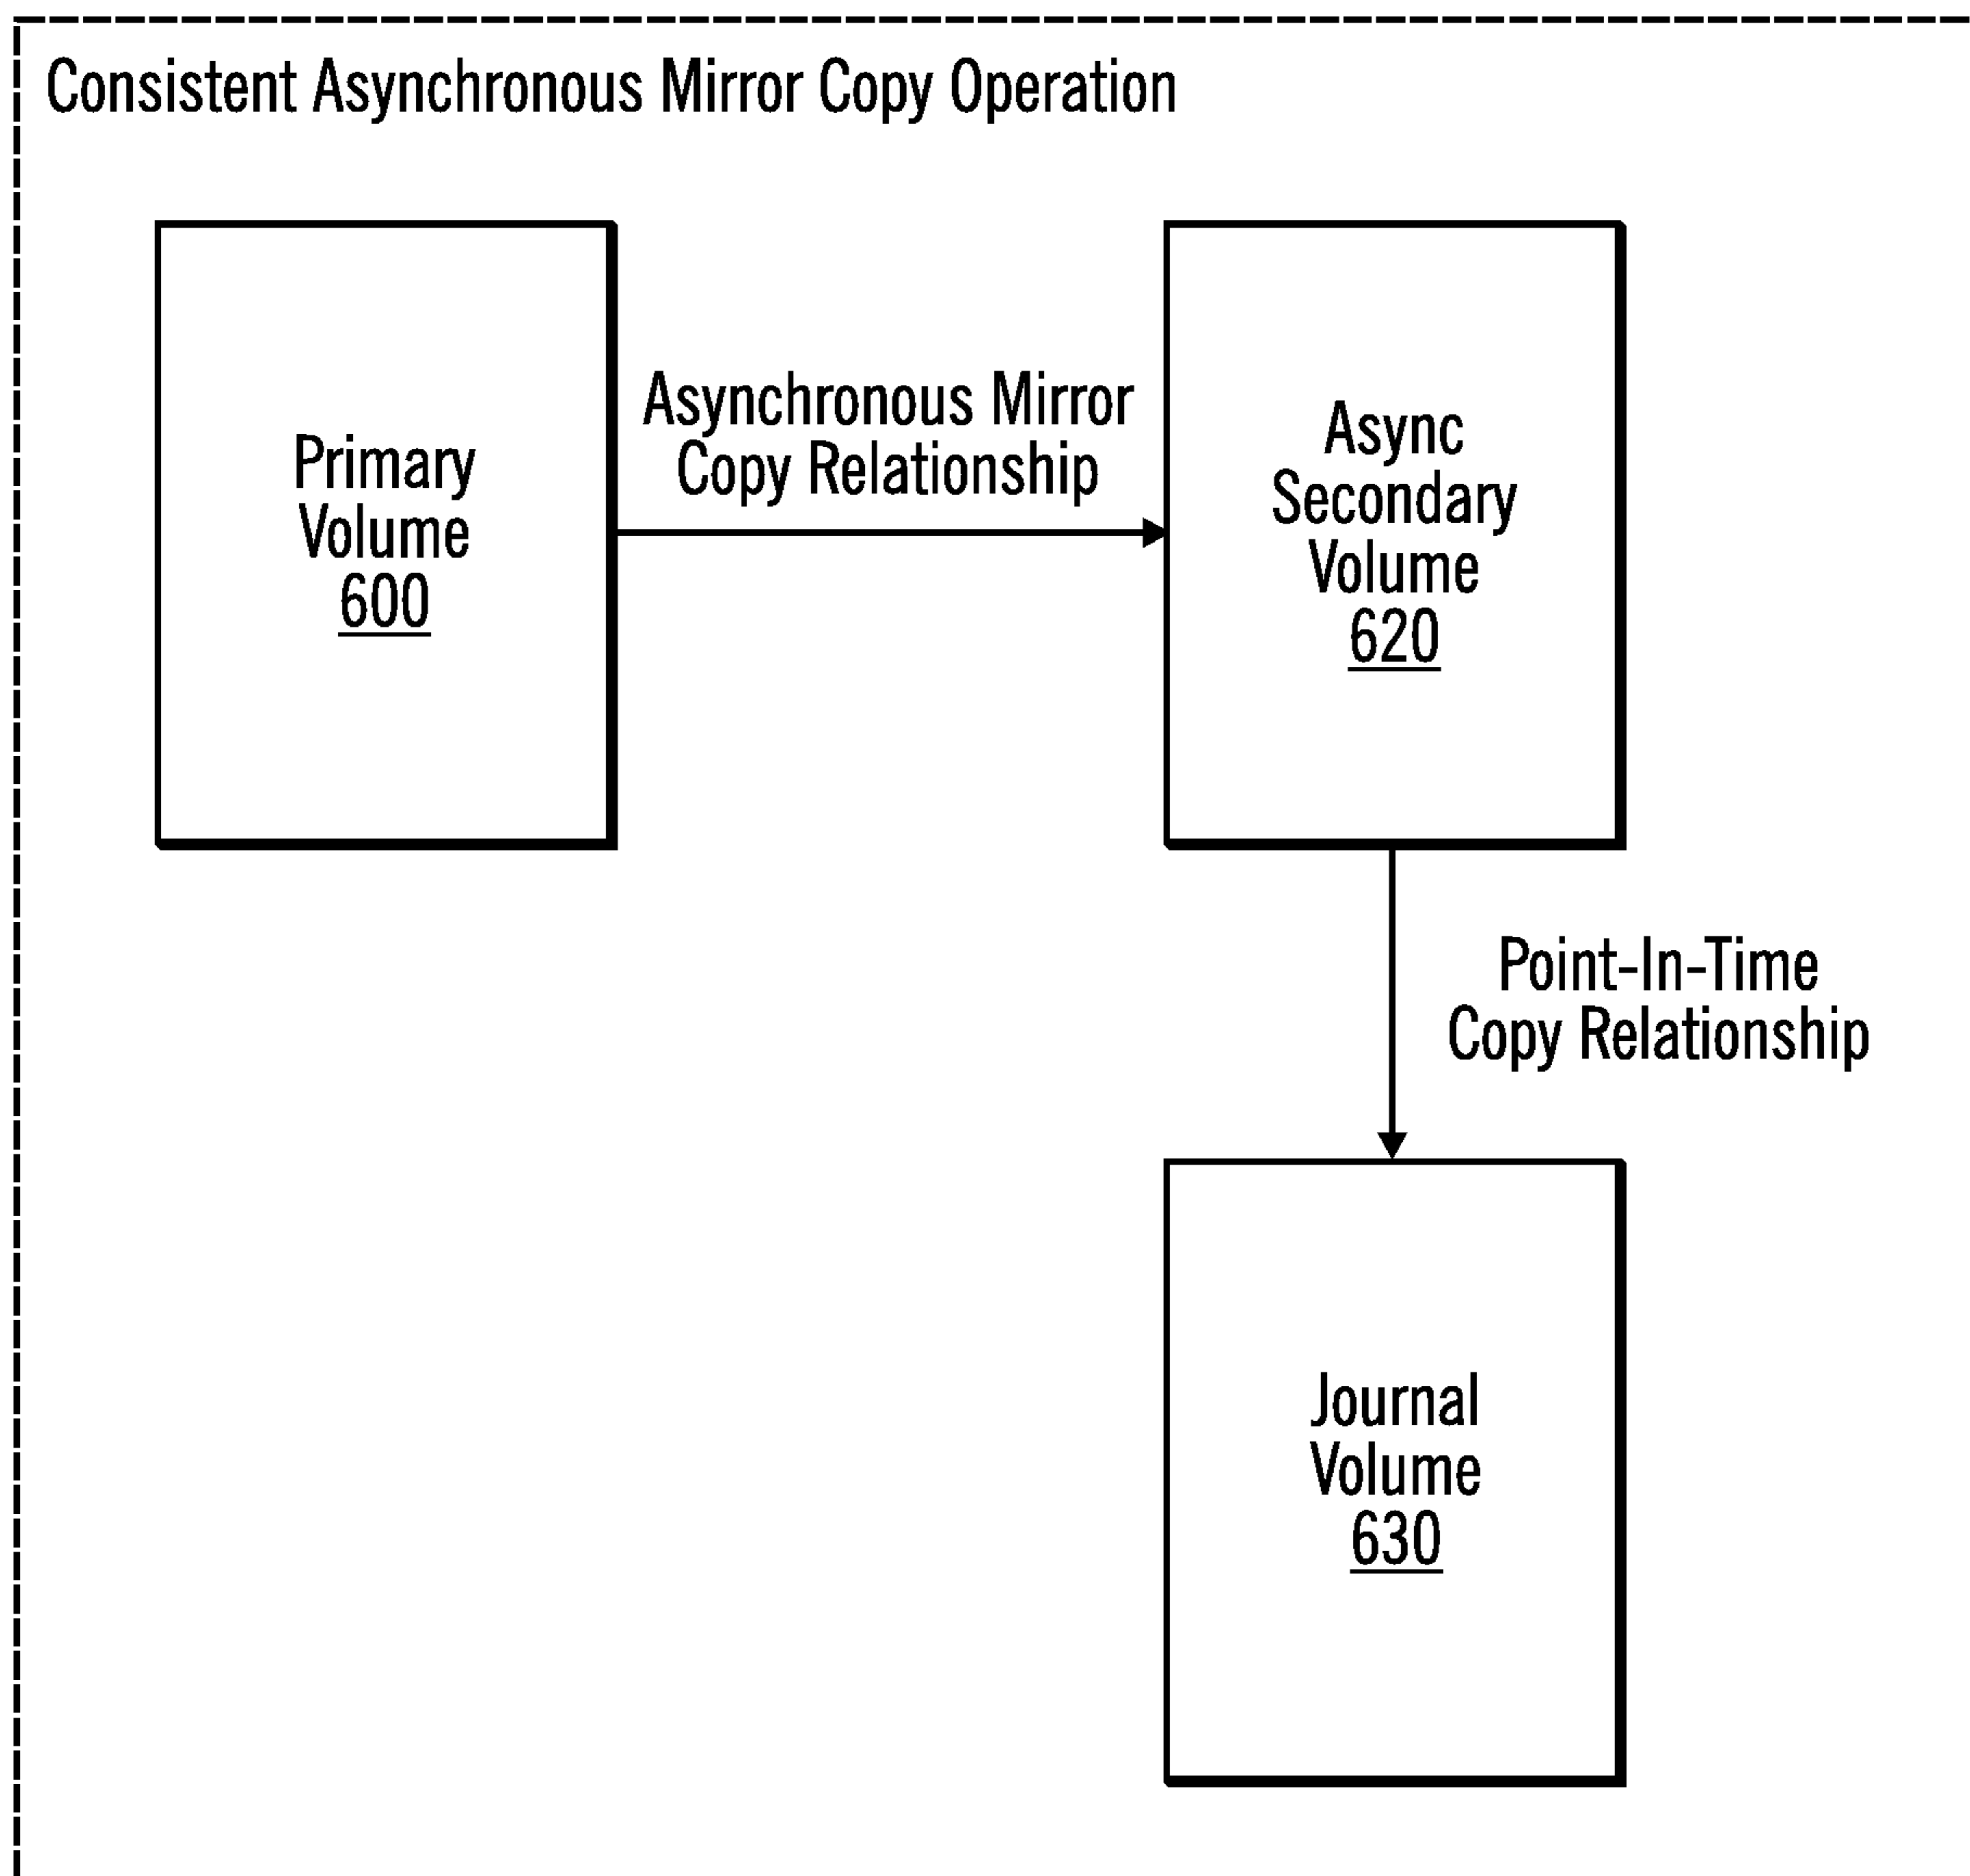 Consistent Asynchronous Mirror Copy Operation
Primary
Volume
600
Asynchronous Mirror
Copy Relationship
Async
Secondary
Volume
620
Point-In-Time
Copy Relationship
Journal
Volume
630